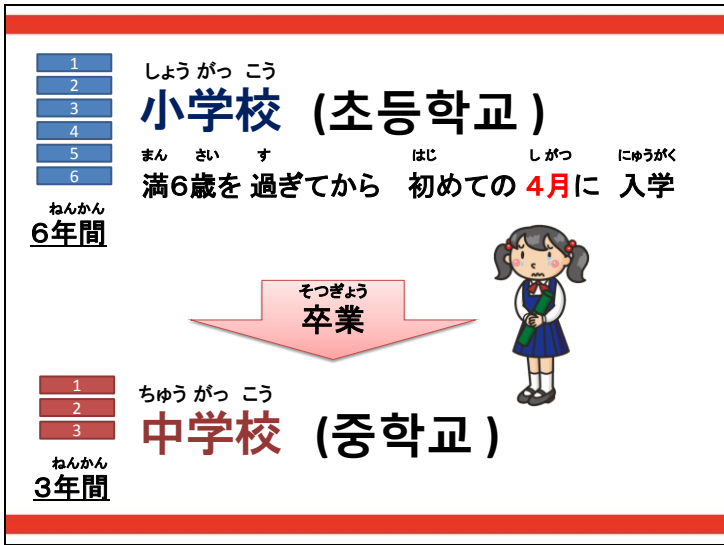 1
2
3
4
5
6
ねんかん
6年間
しょう がっ こう
小学校 (초등학교)
まん さい す はじ しがつ にゅうがく
満6歳を 過ぎてから 初めての 4月に 入学
そつぎょう
卒業
1
2
3
ねんかん
3年間
ちゅう がっ こう
中学校 (중학교)